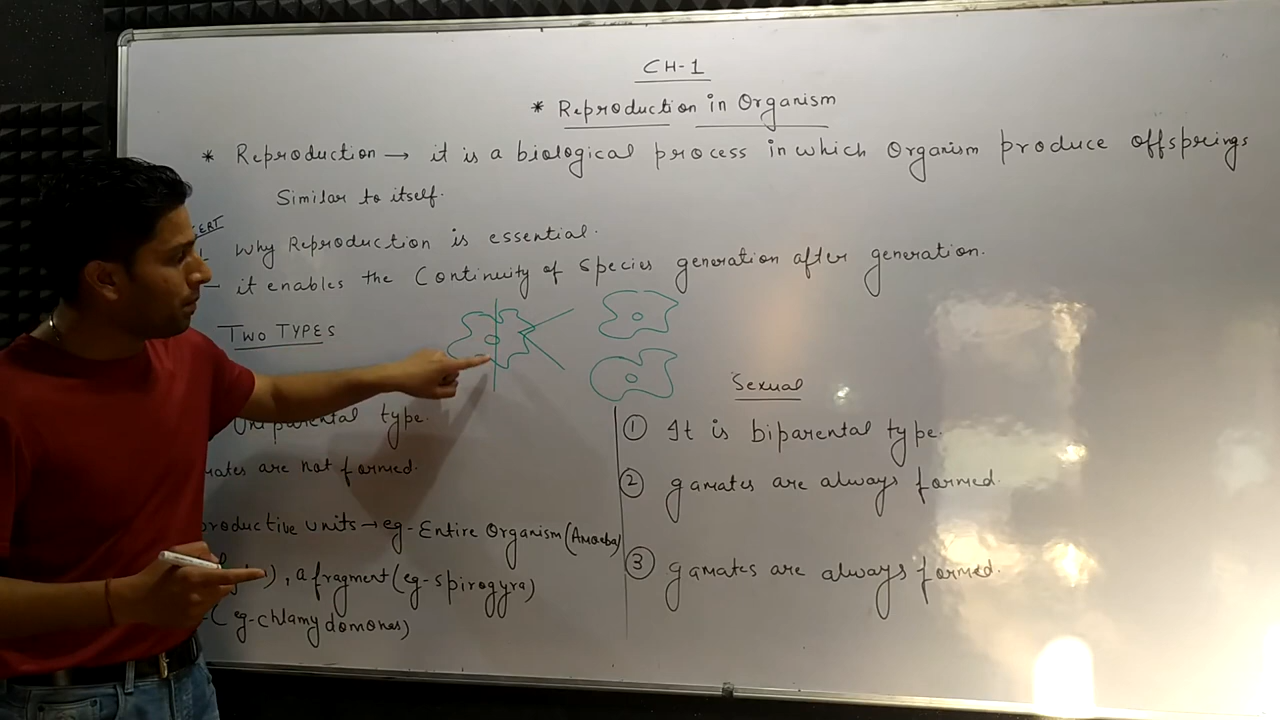 CH-1
* Reproduction in Organism
* Reproduction → it is a biological process in which Organism produce offsprings
Similar to itself.
Why Reproduction is essential.
— it enables the Continuity of species generation after generation.
TWO TYPES
Sexual
Uniparental type.
are not formed.
units → eg- Entire Organism (Amoeba)
, a fragment (eg- spirogyra)
(eg- chlamydomones)
① It is biparental type.
② gamates are always formed.
③ gamates are always formed.